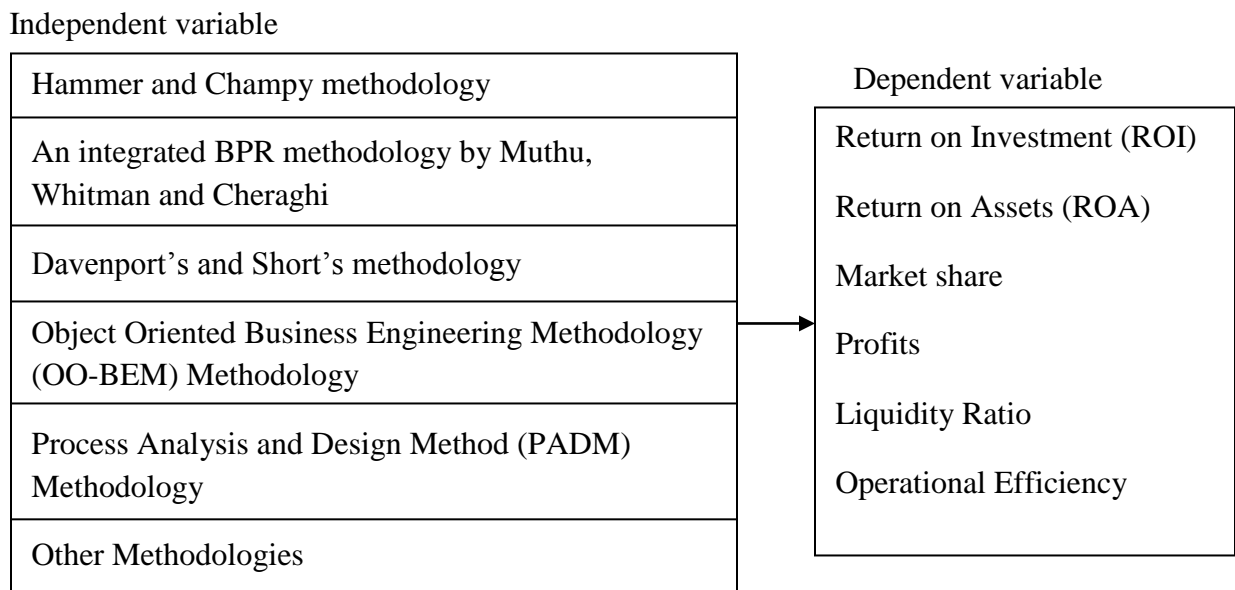 Independent variable
Hammer and Champy methodology
An integrated BPR methodology by Muthu,
Whitman and Cheraghi
Davenport’s and Short’s methodology
Object Oriented Business Engineering Methodology
(OO-BEM) Methodology
Process Analysis and Design Method (PADM)
Methodology
Other Methodologies
Dependent variable
Return on Investment (ROI)
Return on Assets (ROA)
Market share
Profits
Liquidity Ratio
Operational Efficiency